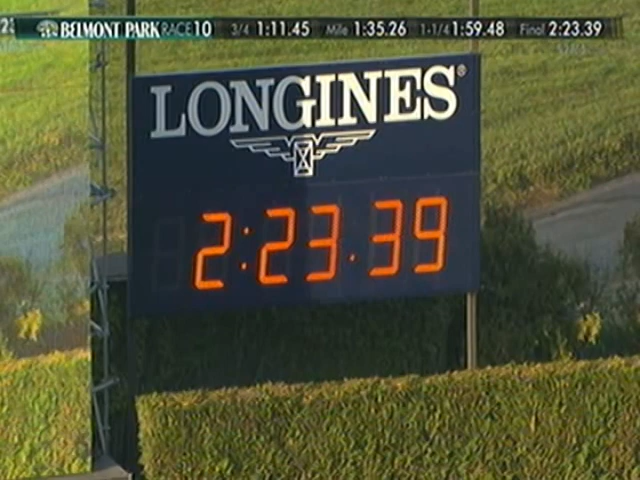 BELMONT PARK RACE 10 3/4 1:11.45 Mile 1:35.26 1-1/4 1:59.48 Final 2:23.39
LONGINES®
2:23.39